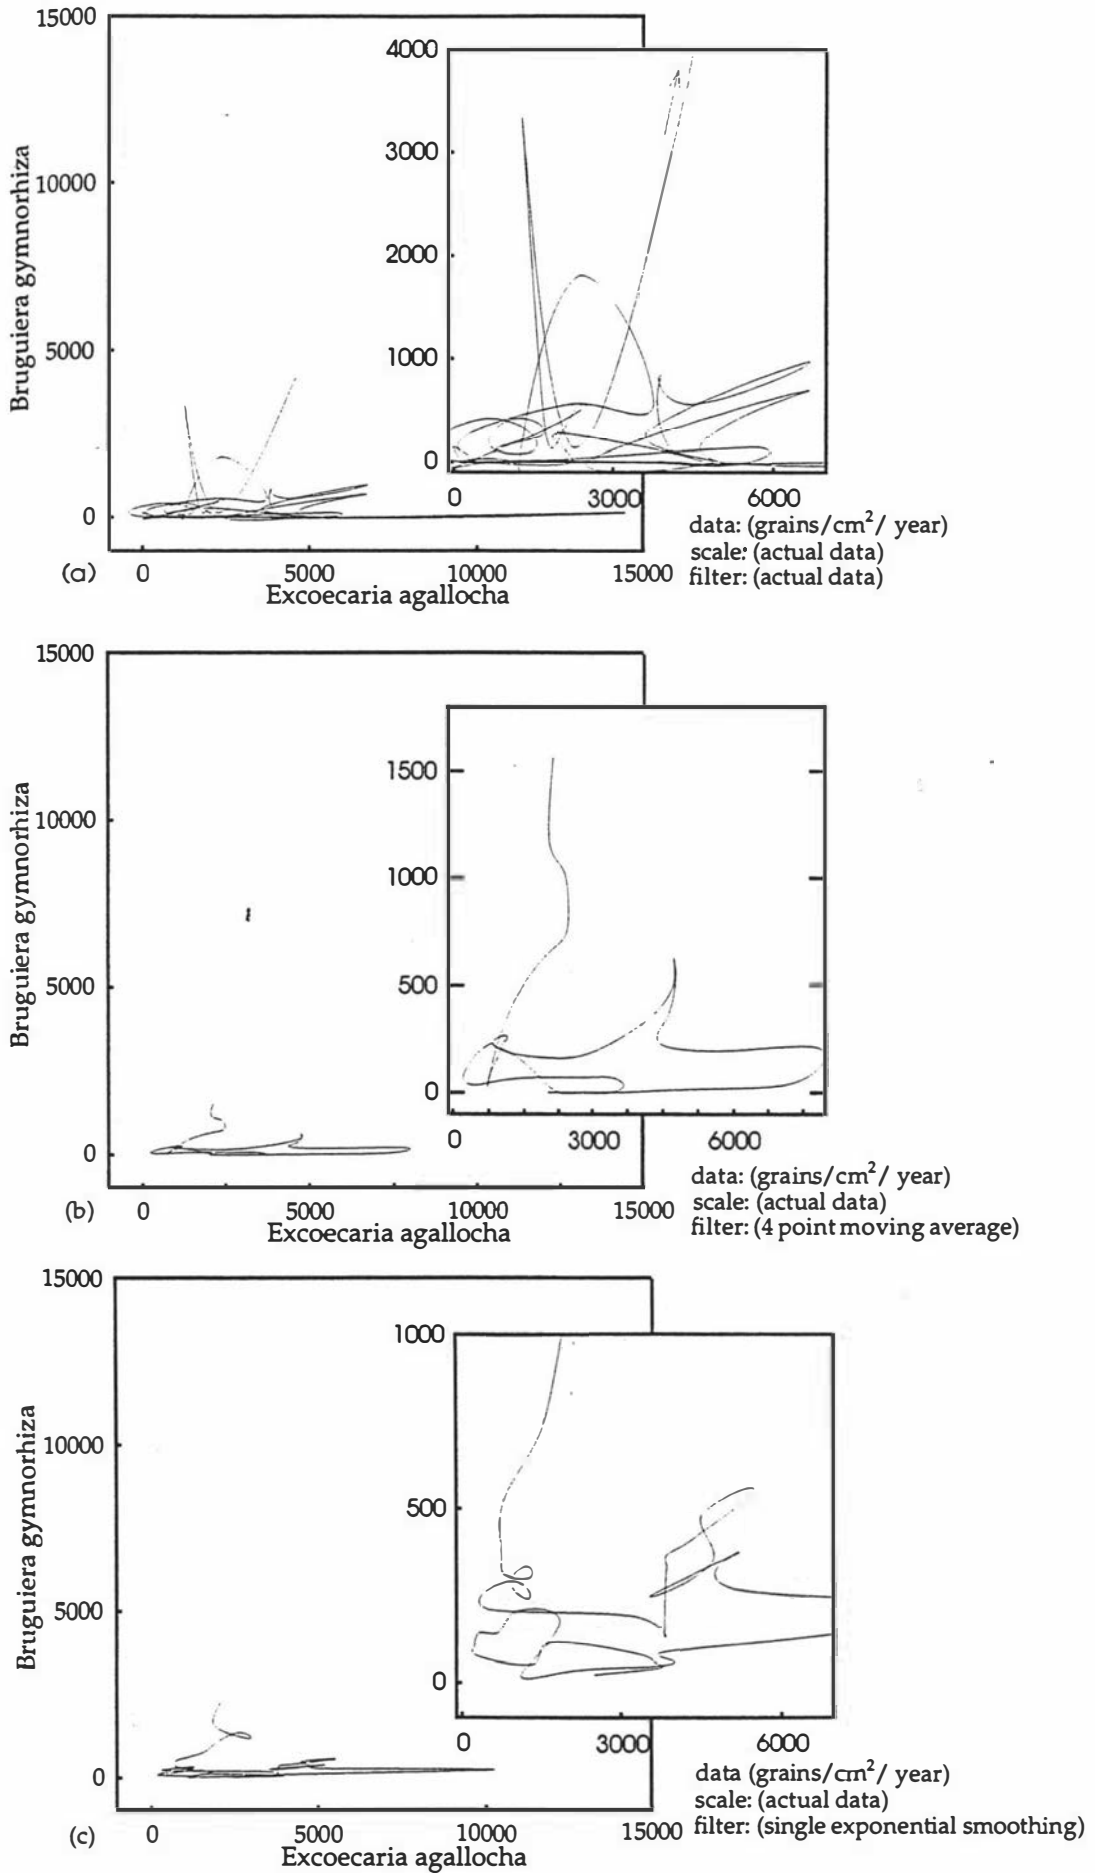 15000
4000
3000
2000
1000
0
0 3000 6000
Bruguiera gymnorhiza
10000
5000
0
0 5000 10000 15000
(a)
Excoecaria agallocha
data: (grains/cm²/ year)
scale: (actual data)
filter: (actual data)
15000
1500
1000
500
0
0 3000 6000
Bruguiera gymnorhiza
10000
5000
0
0 5000 10000 15000
(b)
Excoecaria agallocha
data: (grains/cm²/ year)
scale: (actual data)
filter: (4 point moving average)
15000
1000
500
0
0 3000 6000
Bruguiera gymnorhiza
10000
5000
0
0 5000 10000 15000
(c)
Excoecaria agallocha
data (grains/cm²/ year)
scale: (actual data)
filter: (single exponential smoothing)